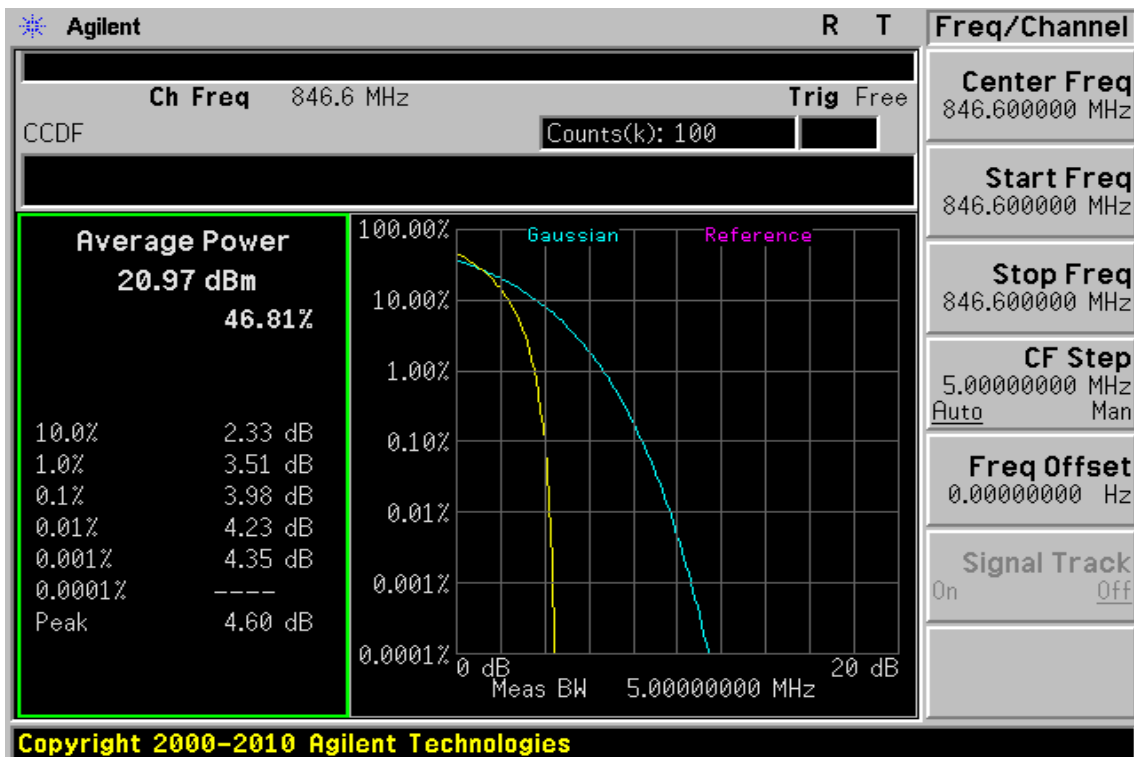 Agilent R T
Ch Freq 846.6 MHz Trig Free
CCDF Counts(k): 100
Average Power
20.97 dBm
46.81%
10.0% 2.33 dB
1.0% 3.51 dB
0.1% 3.98 dB
0.01% 4.23 dB
0.001% 4.35 dB
0.0001% ----
Peak 4.60 dB
Gaussian Reference
100.00%
10.00%
1.00%
0.10%
0.01%
0.001%
0.0001%
0 dB 20 dB
Meas BW 5.00000000 MHz
Freq/Channel
Center Freq
846.600000 MHz
Start Freq
846.600000 MHz
Stop Freq
846.600000 MHz
CF Step
5.00000000 MHz
Auto Man
Freq Offset
0.00000000 Hz
Signal Track
On Off
Copyright 2000-2010 Agilent Technologies